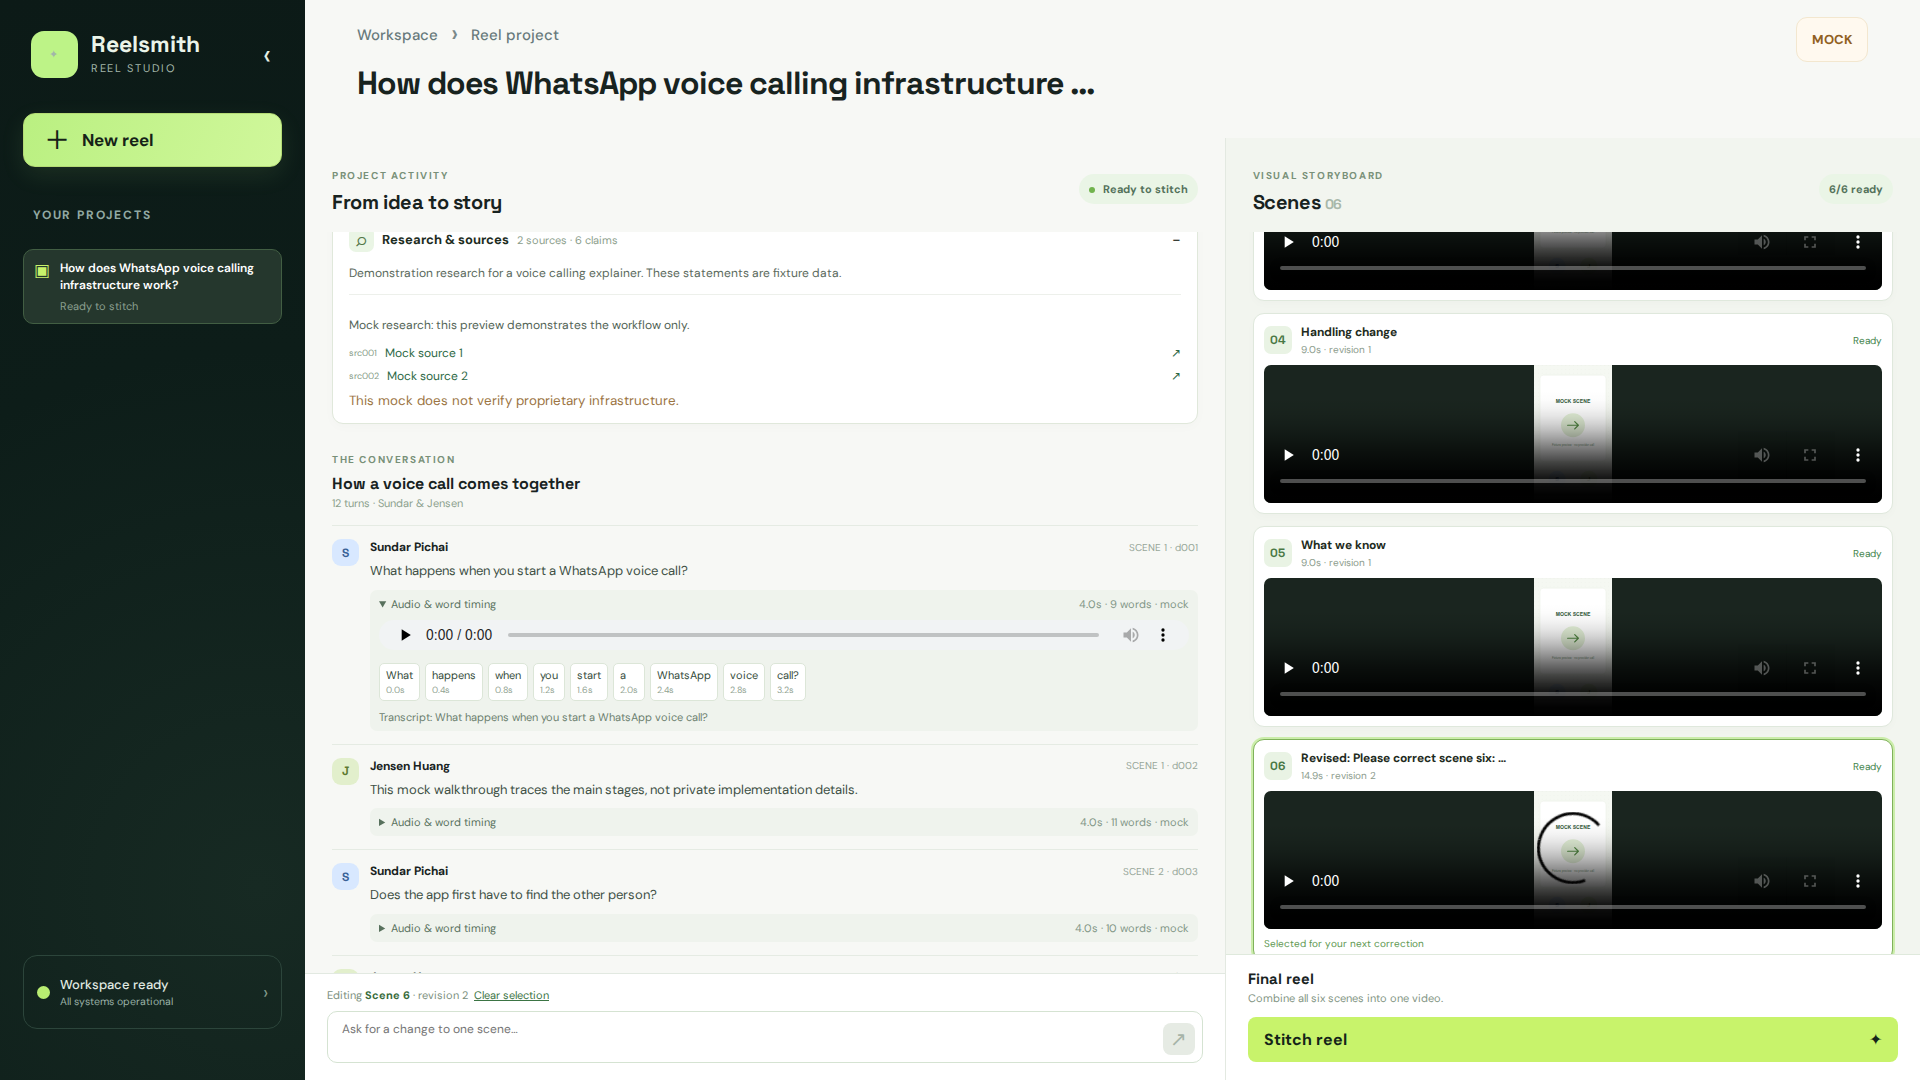 Reelsmith
REEL STUDIO
New reel
YOUR PROJECTS
How does WhatsApp voice calling
infrastructure work?
Ready to stitch
Workspace ready
All systems operational
Workspace › Reel project
MOCK
How does WhatsApp voice calling infrastructure ...
PROJECT ACTIVITY
From idea to story
Ready to stitch
Research & sources 2 sources · 6 claims
Demonstration research for a voice calling explainer. These statements are fixture data.
Mock research: this preview demonstrates the workflow only.
src001 Mock source 1 ↗
src002 Mock source 2 ↗
This mock does not verify proprietary infrastructure.
THE CONVERSATION
How a voice call comes together
12 turns · Sundar & Jensen
S Sundar Pichai SCENE 1 · d001
What happens when you start a WhatsApp voice call?
Audio & word timing 4.0s · 9 words · mock
0:00 / 0:00
What happens when you start a WhatsApp voice call?
0.0s 0.4s 0.8s 1.2s 1.6s 2.0s 2.4s 2.8s 3.2s
Transcript: What happens when you start a WhatsApp voice call?
J Jensen Huang SCENE 1 · d002
This mock walkthrough traces the main stages, not private implementation details.
Audio & word timing 4.0s · 11 words · mock
S Sundar Pichai SCENE 2 · d003
Does the app first have to find the other person?
Audio & word timing 4.0s · 10 words · mock
Editing Scene 6 · revision 2 Clear selection
Ask for a change to one scene...
VISUAL STORYBOARD
Scenes 06
6/6 ready
0:00
04 Handling change
9.0s · revision 1
Ready
MOCK SCENE
0:00
05 What we know
9.0s · revision 1
Ready
MOCK SCENE
0:00
06 Revised: Please correct scene six: ...
14.9s · revision 2
Ready
MOCK SCENE
0:00
Selected for your next correction
Final reel
Combine all six scenes into one video.
Stitch reel